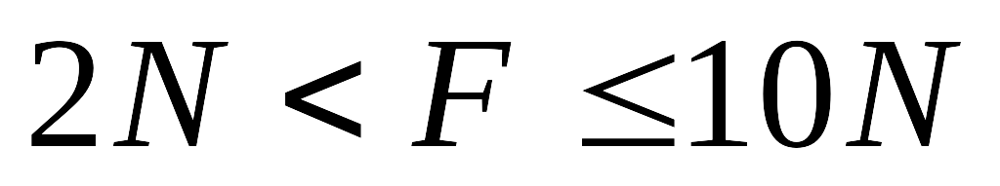 2N < F ≤10N